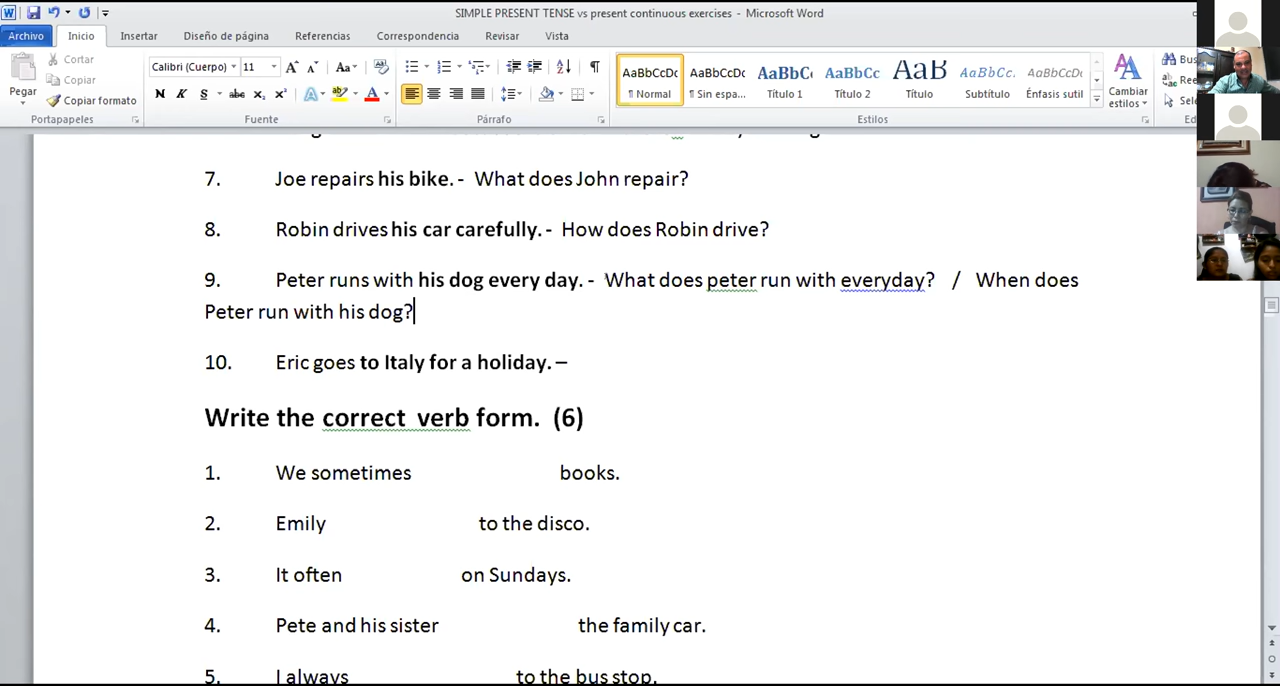 SIMPLE PRESENT TENSE vs present continuous exercises - Microsoft Word
Archivo Inicio Insertar Diseño de página Referencias Correspondencia Revisar Vista
Cortar
Copiar
Copiar formato
Pegar
Portapapeles
Calibri (Cuerpo) 11
Fuente
Párrafo
AaBbCcDc AaBbCcDc AaBbC AaBbCc AaB AaBbCc. AaBbCcDc
¶ Normal ¶ Sin espa... Título 1 Título 2 Título Subtítulo Énfasis sutil
Cambiar estilos
Estilos
7. Joe repairs his bike. - What does John repair?
8. Robin drives his car carefully. - How does Robin drive?
9. Peter runs with his dog every day. - What does peter run with everyday? / When does
Peter run with his dog?
10. Eric goes to Italy for a holiday. –
Write the correct verb form. (6)
1. We sometimes books.
2. Emily to the disco.
3. It often on Sundays.
4. Pete and his sister the family car.
5. I always to the bus stop.